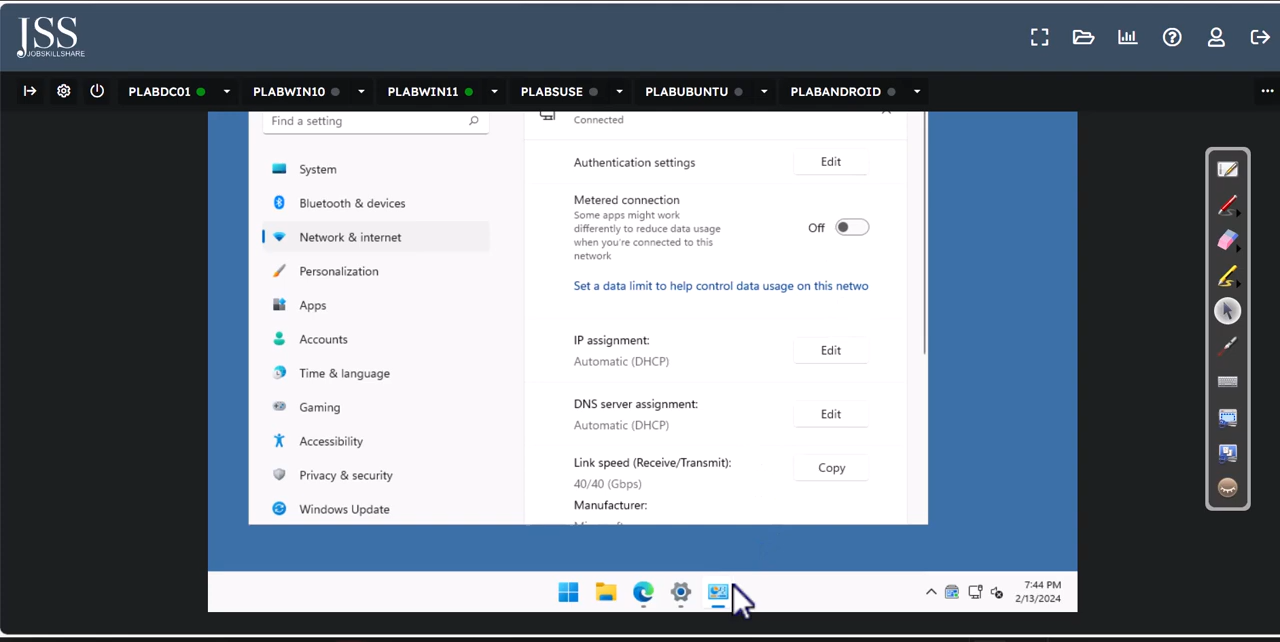 JSS
JOBSKILLSHARE
PLABDC01
PLABWIN10
PLABWIN11
PLABSUSE
PLABUBUNTU
PLABANDROID
Find a setting
System
Bluetooth & devices
Network & internet
Personalization
Apps
Accounts
Time & language
Gaming
Accessibility
Privacy & security
Windows Update
Connected
Authentication settings
Edit
Metered connection
Some apps might work
differently to reduce data usage
when you're connected to this
network
Off
Set a data limit to help control data usage on this netwo
IP assignment:
Automatic (DHCP)
Edit
DNS server assignment:
Automatic (DHCP)
Edit
Link speed (Receive/Transmit):
40/40 (Gbps)
Copy
Manufacturer:
7:44 PM
2/13/2024